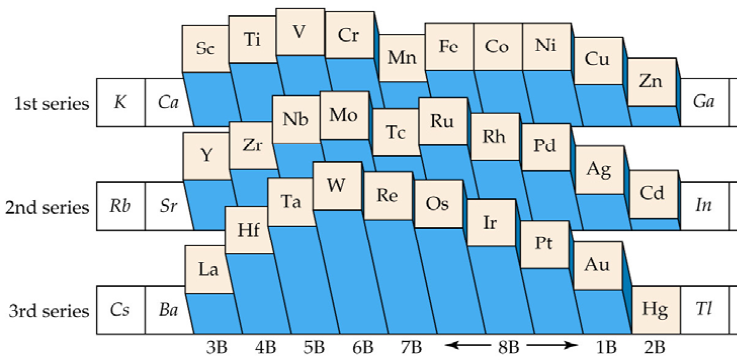 1st series K Ca Sc Ti V Cr Mn Fe Co Ni Cu Zn Ga
2nd series Rb Sr Y Zr Nb Mo Tc Ru Rh Pd Ag Cd In
3rd series Cs Ba La Hf Ta W Re Os Ir Pt Au Hg Tl
3B 4B 5B 6B 7B 8B 1B 2B